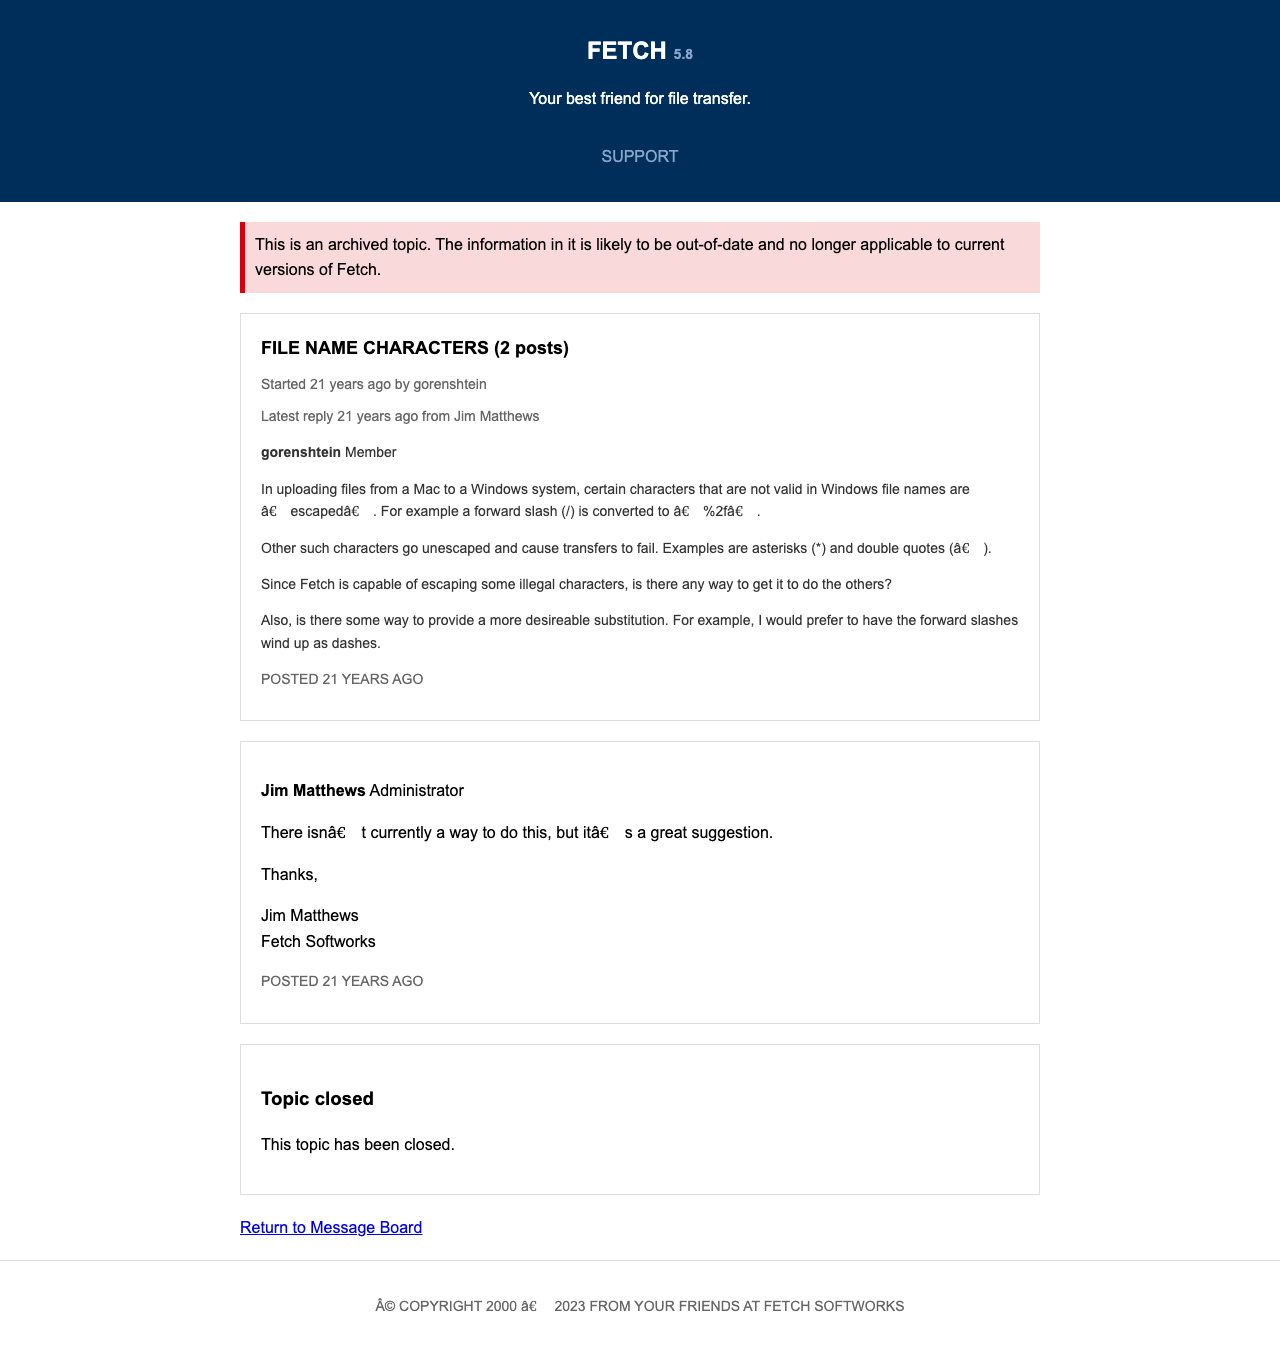 FETCH 5.8
Your best friend for file transfer.
SUPPORT
This is an archived topic. The information in it is likely to be out-of-date and no longer applicable to current
versions of Fetch.
FILE NAME CHARACTERS (2 posts)
Started 21 years ago by gorenshtein
Latest reply 21 years ago from Jim Matthews
gorenshtein Member
In uploading files from a Mac to a Windows system, certain characters that are not valid in Windows file names are
â€ escapedâ€ . For example a forward slash (/) is converted to â€ %2fâ€ .
Other such characters go unescaped and cause transfers to fail. Examples are asterisks (*) and double quotes (â€ ).
Since Fetch is capable of escaping some illegal characters, is there any way to get it to do the others?
Also, is there some way to provide a more desireable substitution. For example, I would prefer to have the forward slashes
wind up as dashes.
POSTED 21 YEARS AGO
Jim Matthews Administrator
There isnâ€ t currently a way to do this, but itâ€ s a great suggestion.
Thanks,
Jim Matthews
Fetch Softworks
POSTED 21 YEARS AGO
Topic closed
This topic has been closed.
Return to Message Board
Â© COPYRIGHT 2000 â€ 2023 FROM YOUR FRIENDS AT FETCH SOFTWORKS